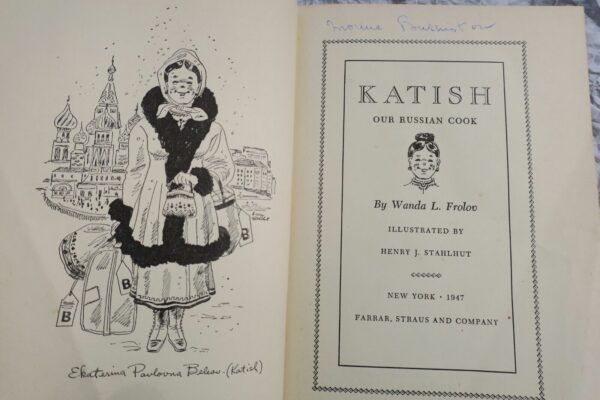 B
B
B
Ekaterina Pavlovna Belaev. (Katish)
KATISH
OUR RUSSIAN COOK
By Wanda L. Frolov
ILLUSTRATED BY
HENRY J. STAHLHUT
NEW YORK · 1947
FARRAR, STRAUS AND COMPANY